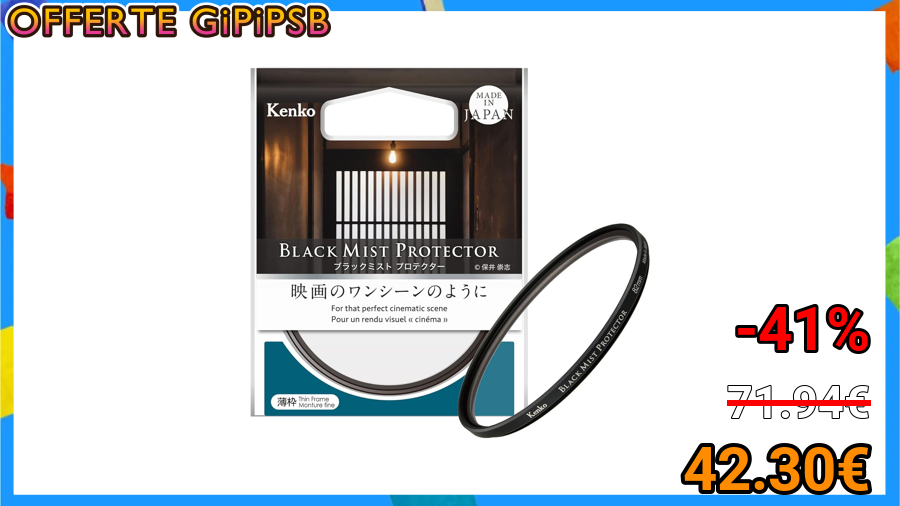 OFFERTE GiPiPSB
Kenko
MADE
IN
JAPAN
BLACK MIST PROTECTOR
ブラックミスト プロテクター
© 保井 崇志
映画のワンシーンのように
For that perfect cinematic scene
Pour un rendu visuel « cinéma »
薄枠
Thin Frame
Monture fine
Kenko
BLACK MIST PROTECTOR
82mm
-41%
71.94€
42.30€